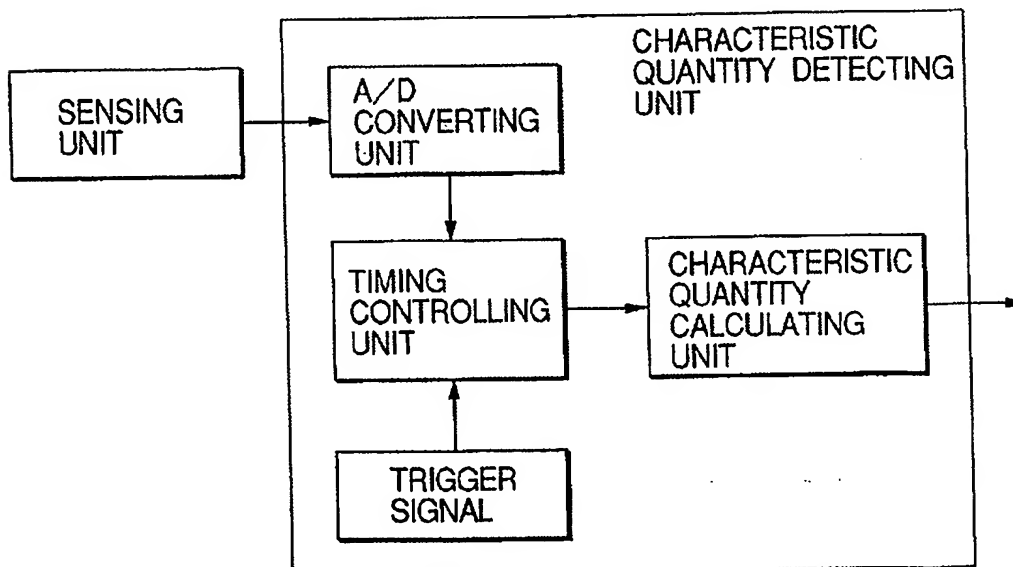 CHARACTERISTIC
QUANTITY DETECTING
UNIT
SENSING
UNIT
A/D
CONVERTING
UNIT
TIMING
CONTROLLING
UNIT
CHARACTERISTIC
QUANTITY
CALCULATING
UNIT
TRIGGER
SIGNAL